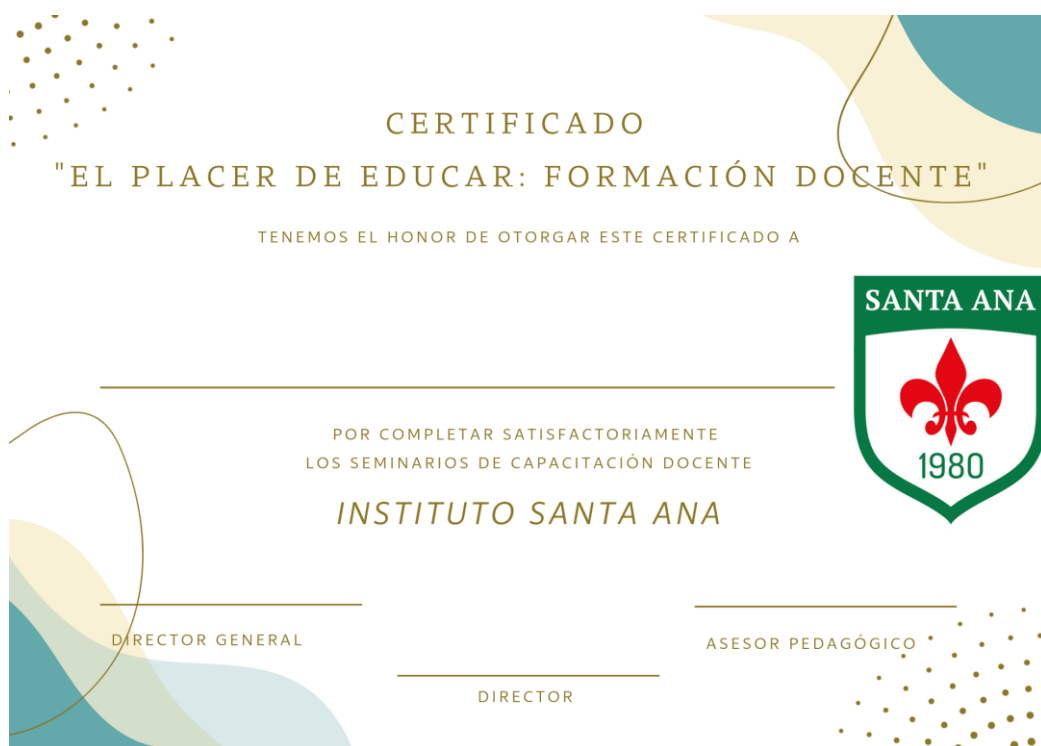 CERTIFICADO
"EL PLACER DE EDUCAR: FORMACIÓN DOCENTE"
TENEMOS EL HONOR DE OTORGAR ESTE CERTIFICADO A
SANTA ANA
1980
POR COMPLETAR SATISFACTORIAMENTE
LOS SEMINARIOS DE CAPACITACIÓN DOCENTE
INSTITUTO SANTA ANA
DIRECTOR GENERAL
ASESOR PEDAGÓGICO
DIRECTOR